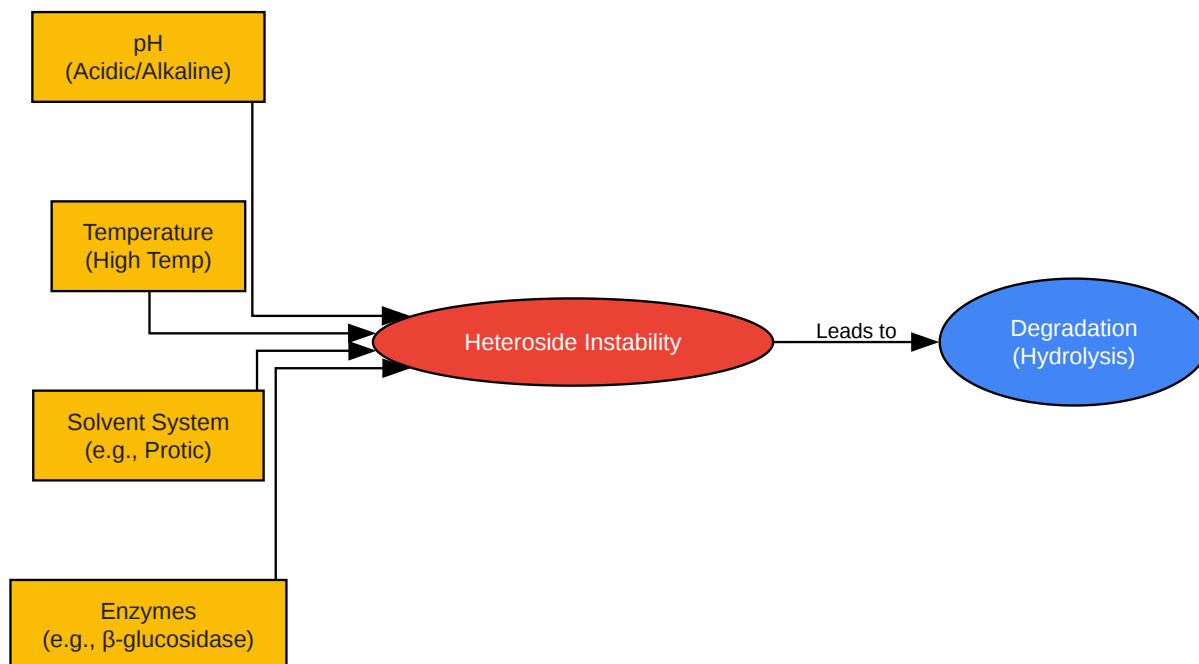 pH
(Acidic/Alkaline)
Temperature
(High Temp)
Solvent System
(e.g., Protic)
Enzymes
(e.g., β-glucosidase)
Heteroside Instability
Leads to
Degradation
(Hydrolysis)